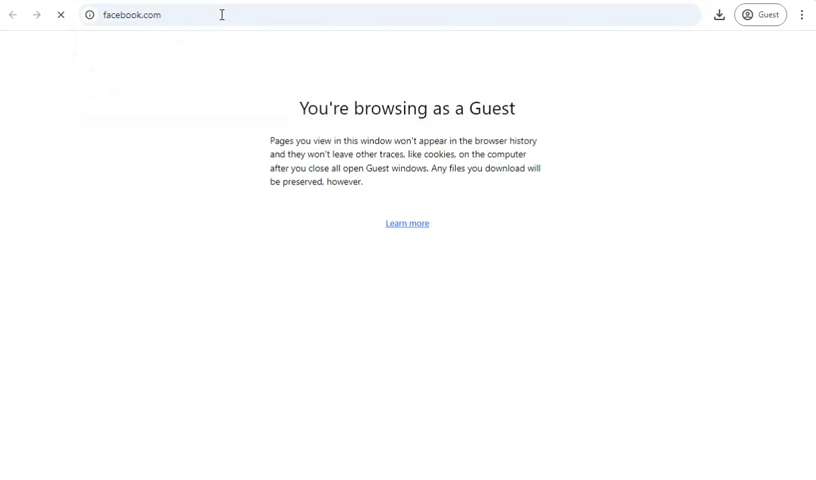 facebook.com
Guest
You're browsing as a Guest
Pages you view in this window won't appear in the browser history
and they won't leave other traces, like cookies, on the computer
after you close all open Guest windows. Any files you download will
be preserved, however.
Learn more